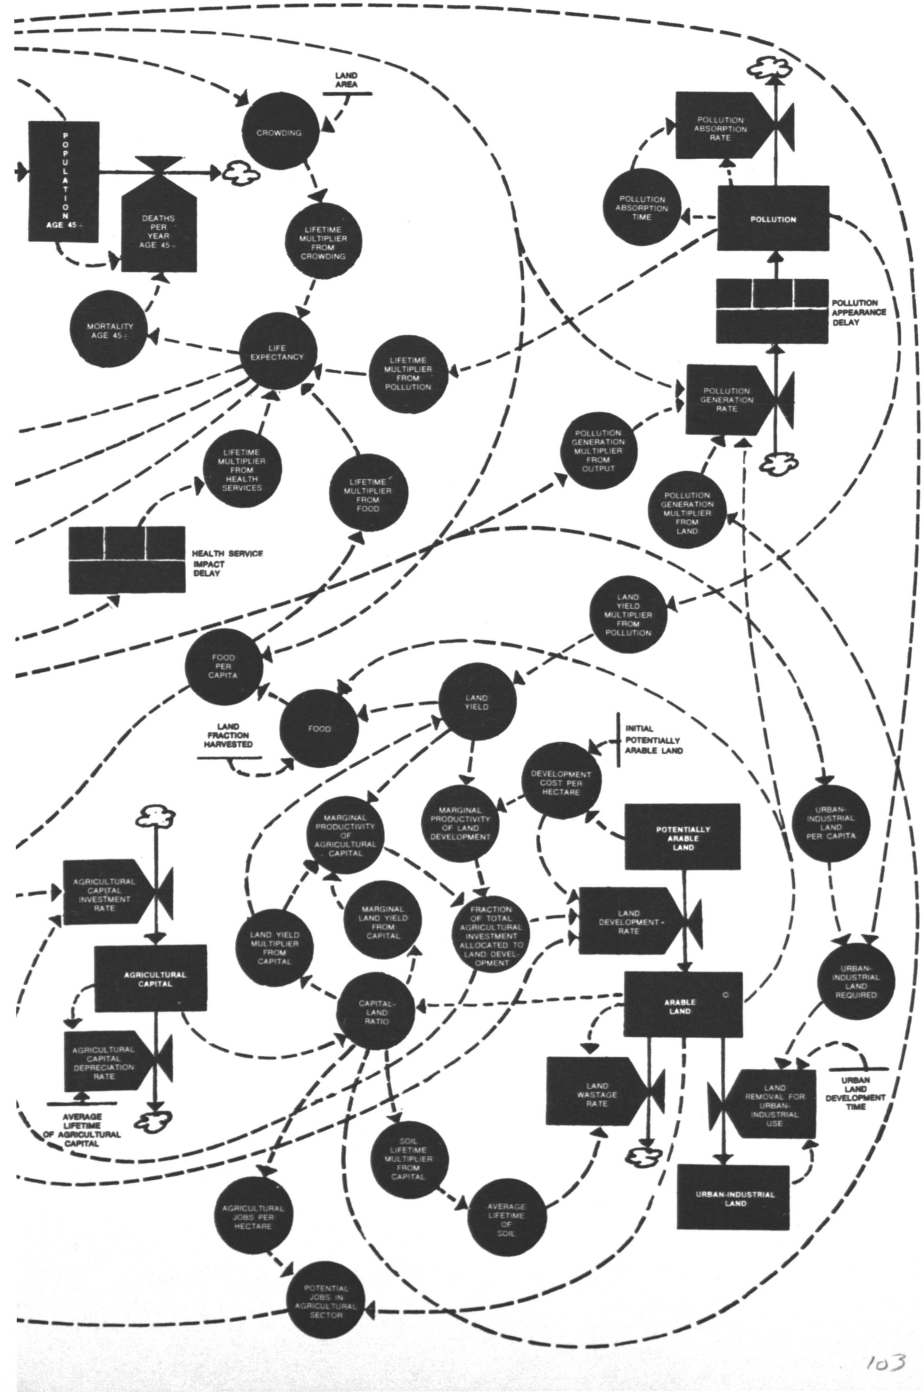 LAND
AREA
CROWDING
POLLUTION
ABSORPTION
RATE
P
O
P
U
L
A
T
I
O
N
AGE 45+
DEATHS
PER
YEAR
AGE 45+
LIFETIME
MULTIPLIER
FROM
CROWDING
POLLUTION
ABSORPTION
TIME
POLLUTION
MORTALITY
AGE 45+
LIFE
EXPECTANCY
LIFETIME
MULTIPLIER
FROM
POLLUTION
POLLUTION
APPEARANCE
DELAY
POLLUTION
GENERATION
RATE
LIFETIME
MULTIPLIER
FROM
HEALTH
SERVICES
LIFETIME
MULTIPLIER
FROM
FOOD
POLLUTION
GENERATION
MULTIPLIER
FROM
OUTPUT
POLLUTION
GENERATION
MULTIPLIER
FROM
LAND
HEALTH SERVICE
IMPACT
DELAY
LAND
YIELD
MULTIPLIER
FROM
POLLUTION
FOOD
PER
CAPITA
LAND
YIELD
FOOD
LAND
FRACTION
HARVESTED
INITIAL
POTENTIALLY
ARABLE LAND
DEVELOPMENT
COST PER
HECTARE
MARGINAL
PRODUCTIVITY
OF
AGRICULTURAL
CAPITAL
MARGINAL
PRODUCTIVITY
OF LAND
DEVELOPMENT
POTENTIALLY
ARABLE
LAND
URBAN-
INDUSTRIAL
LAND
PER CAPITA
AGRICULTURAL
CAPITAL
INVESTMENT
RATE
LAND YIELD
MULTIPLIER
FROM
CAPITAL
MARGINAL
LAND YIELD
FROM
CAPITAL
FRACTION
OF TOTAL
AGRICULTURAL
INVESTMENT
ALLOCATED TO
LAND DEVEL-
OPMENT
LAND
DEVELOPMENT
RATE
AGRICULTURAL
CAPITAL
CAPITAL-
LAND
RATIO
ARABLE
LAND
URBAN-
INDUSTRIAL
LAND
REQUIRED
AGRICULTURAL
CAPITAL
DEPRECIATION
RATE
AVERAGE
LIFETIME
OF AGRICULTURAL
CAPITAL
LAND
WASTAGE
RATE
LAND
REMOVAL FOR
URBAN-
INDUSTRIAL
USE
URBAN
LAND
DEVELOPMENT
TIME
SOIL
LIFETIME
MULTIPLIER
FROM
CAPITAL
AGRICULTURAL
JOBS PER
HECTARE
AVERAGE
LIFETIME
OF
SOIL
URBAN-INDUSTRIAL
LAND
POTENTIAL
JOBS IN
AGRICULTURAL
SECTOR
103